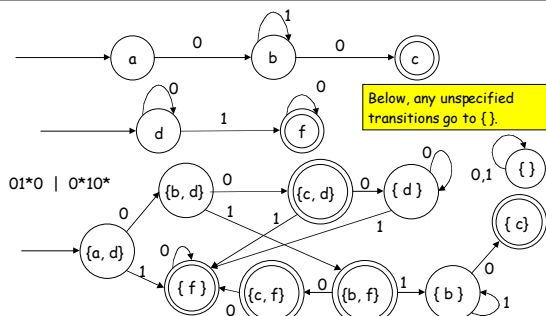 1
0
0
a
b
c
0
0
Below, any unspecified
transitions go to { }.
d
1
f
0
01*0 | 0*10*
{b, d}
0
{c, d}
0
{ d }
0,1
{ }
0
1
1
1
{ c}
{a, d}
0
1
0
{ f }
0
{c, f}
0
{b, f}
1
{ b }
1